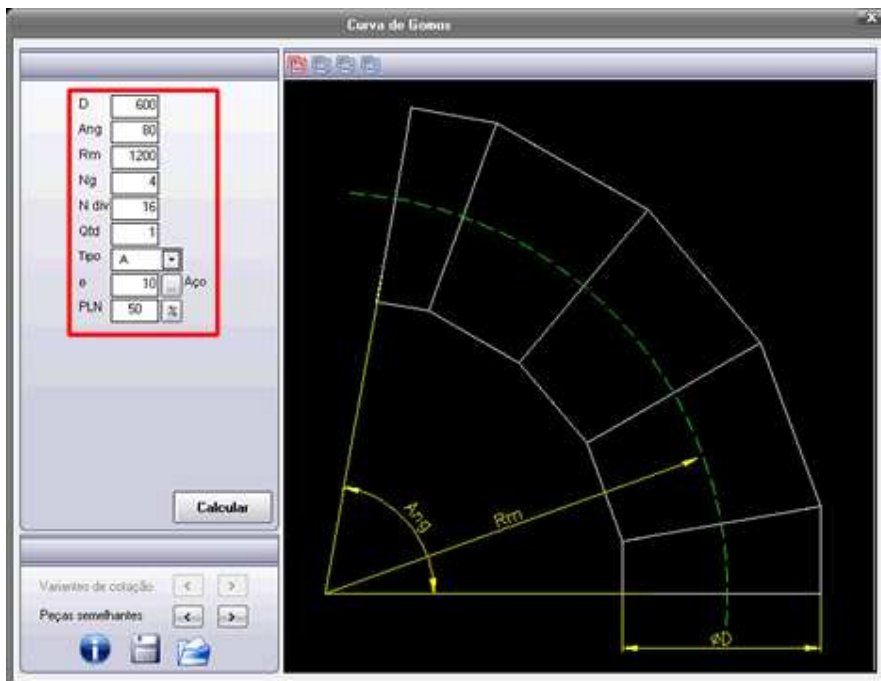 Curva de Gomos
D 600
Ang 80
Rm 1200
Ng 4
N div 16
Qtd 1
Tipo A
e 10 ... Aço
PLN 50 %
Calcular
Variantes de cotação < >
Peças semelhantes < >
Ang
Rm
øD